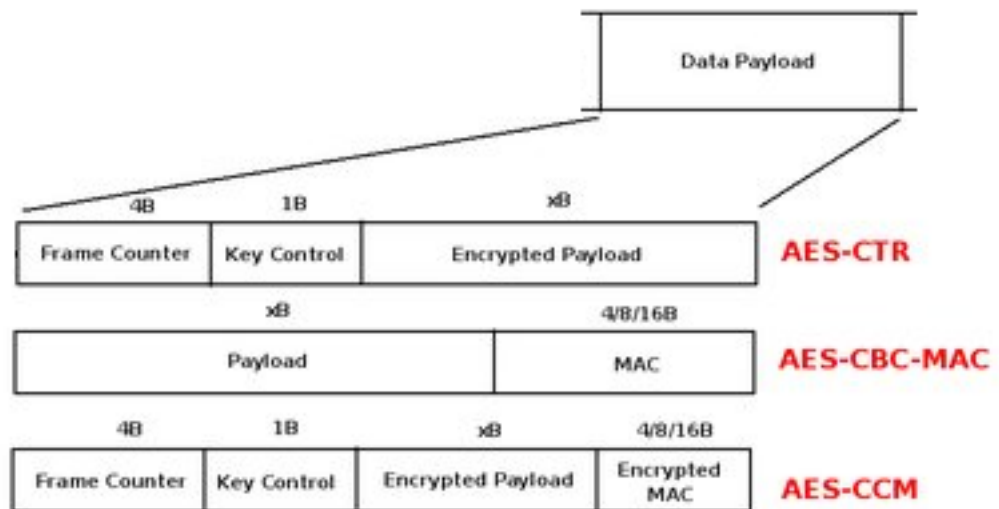 Data Payload
4B 1B xB
Frame Counter Key Control Encrypted Payload AES-CTR
xB 4/8/16B
Payload MAC AES-CBC-MAC
4B 1B xB 4/8/16B
Frame Counter Key Control Encrypted Payload Encrypted MAC AES-CCM